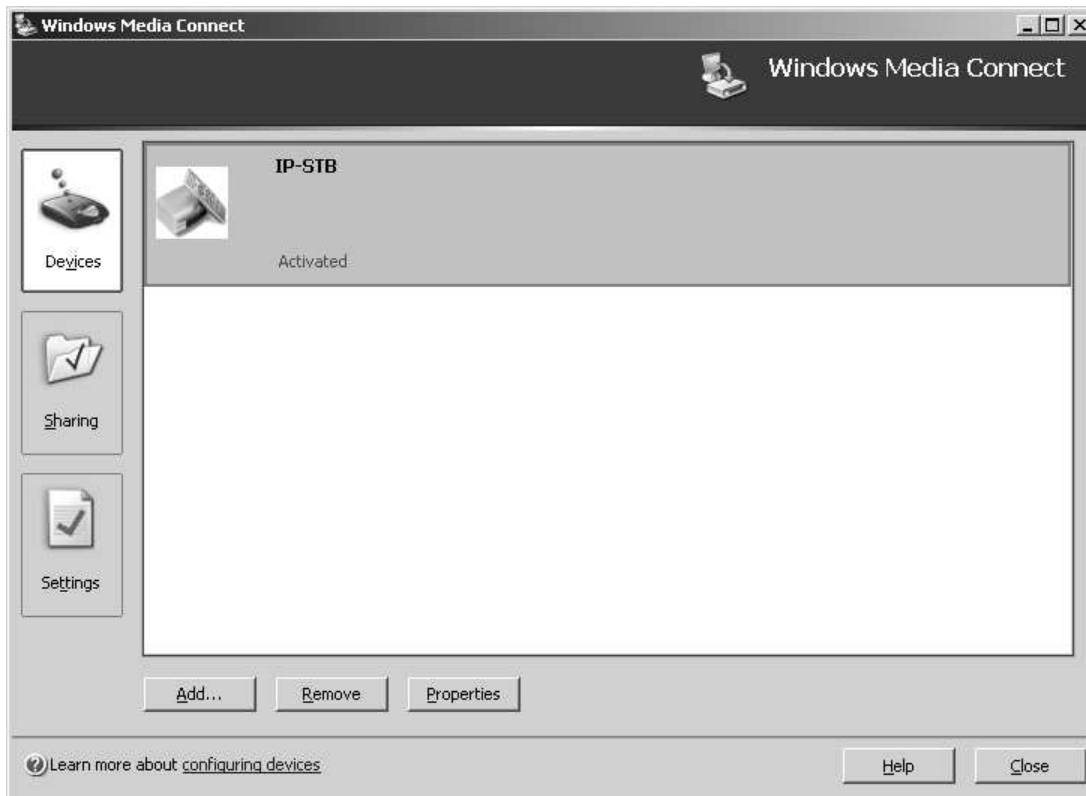 Windows Media Connect
Windows Media Connect
IP-STB
Activated
Devices
Sharing
Settings
Add...
Remove
Properties
Learn more about configuring devices
Help
Close